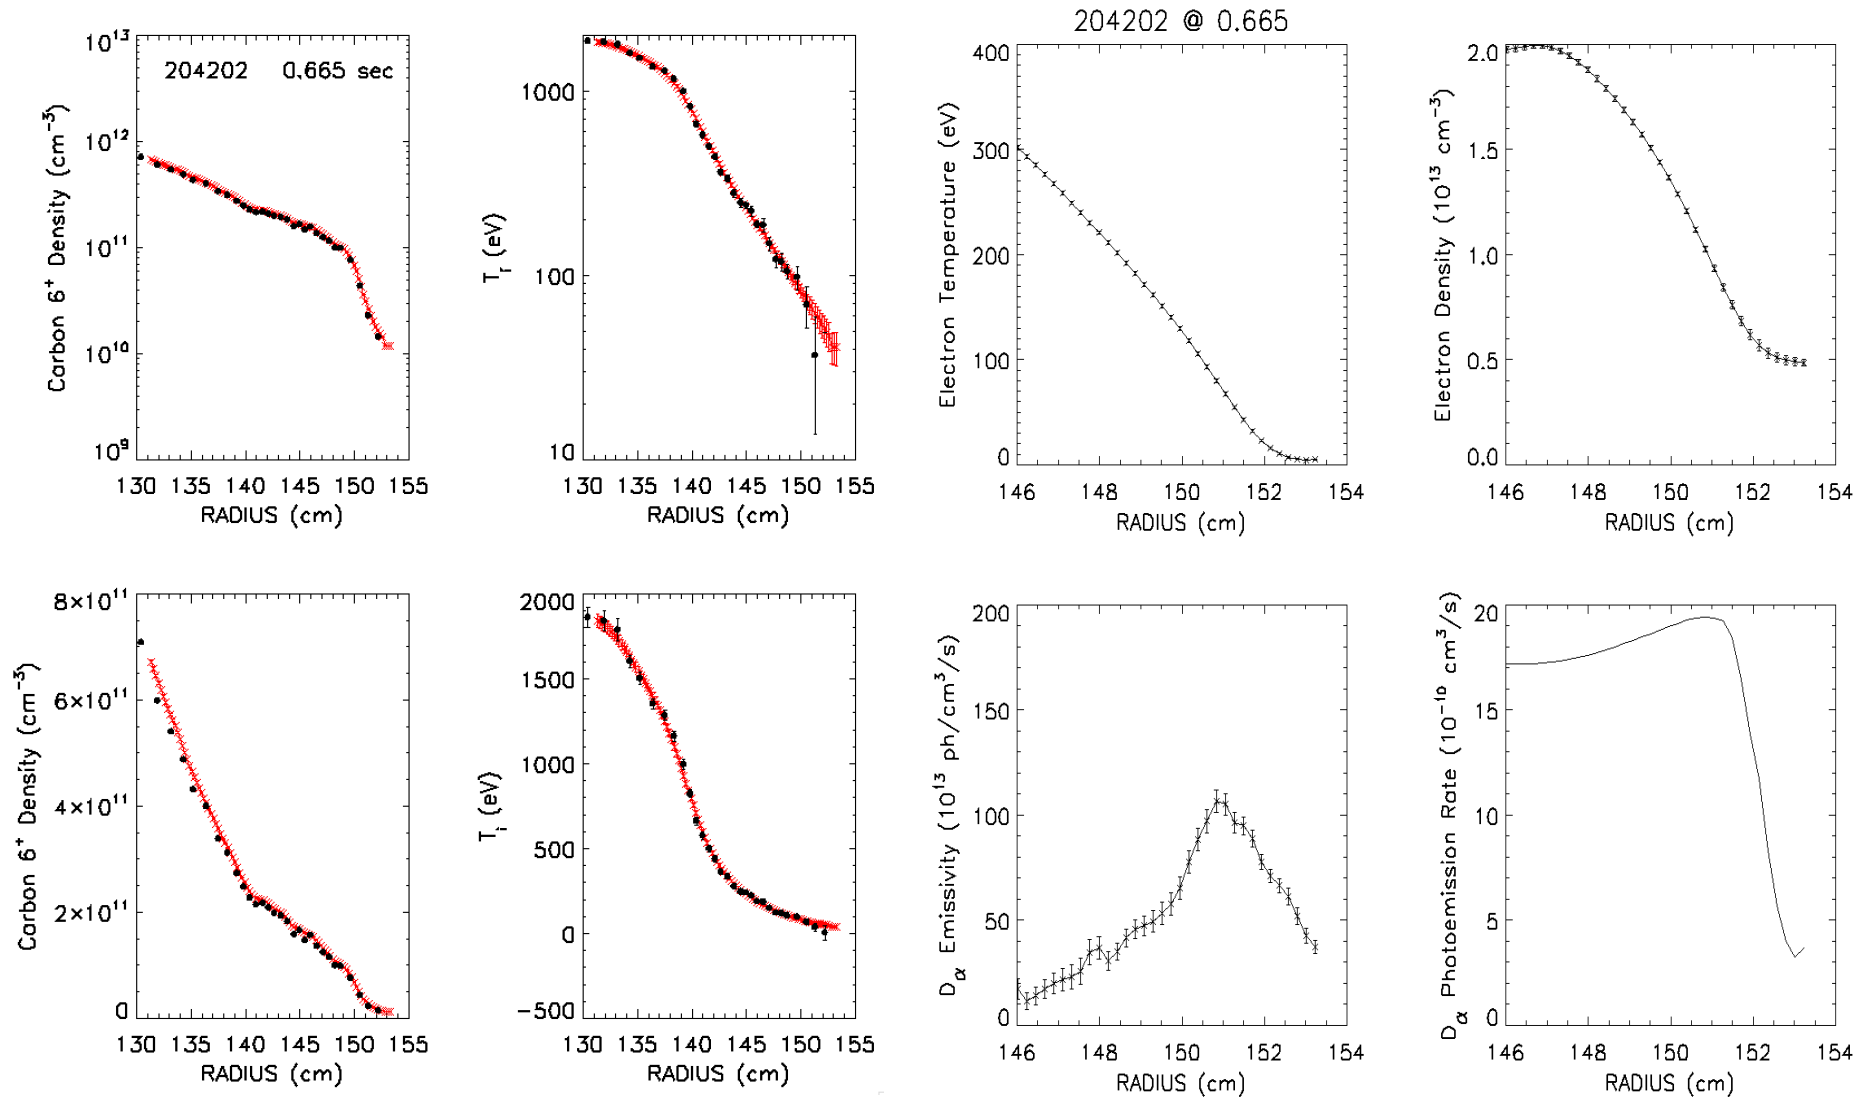 204202 @ 0.665
10^13
10^12
10^11
10^10
10^9
204202 0.665 sec
Carbon 6^+ Density (cm^-3)
130 135 140 145 150 155
RADIUS (cm)
1000
100
10
T_i (eV)
130 135 140 145 150 155
RADIUS (cm)
400
300
200
100
0
Electron Temperature (eV)
146 148 150 152 154
RADIUS (cm)
2.0
1.5
1.0
0.5
0.0
Electron Density (10^13 cm^-3)
146 148 150 152 154
RADIUS (cm)
8×10^11
6×10^11
4×10^11
2×10^11
0
Carbon 6^+ Density (cm^-3)
130 135 140 145 150 155
RADIUS (cm)
2000
1500
1000
500
0
-500
T_i (eV)
130 135 140 145 150 155
RADIUS (cm)
200
150
100
50
0
D_α Emissivity (10^13 ph/cm^3/s)
146 148 150 152 154
RADIUS (cm)
20
15
10
5
0
D_α Photoemission Rate (10^-10 cm^3/s)
146 148 150 152 154
RADIUS (cm)